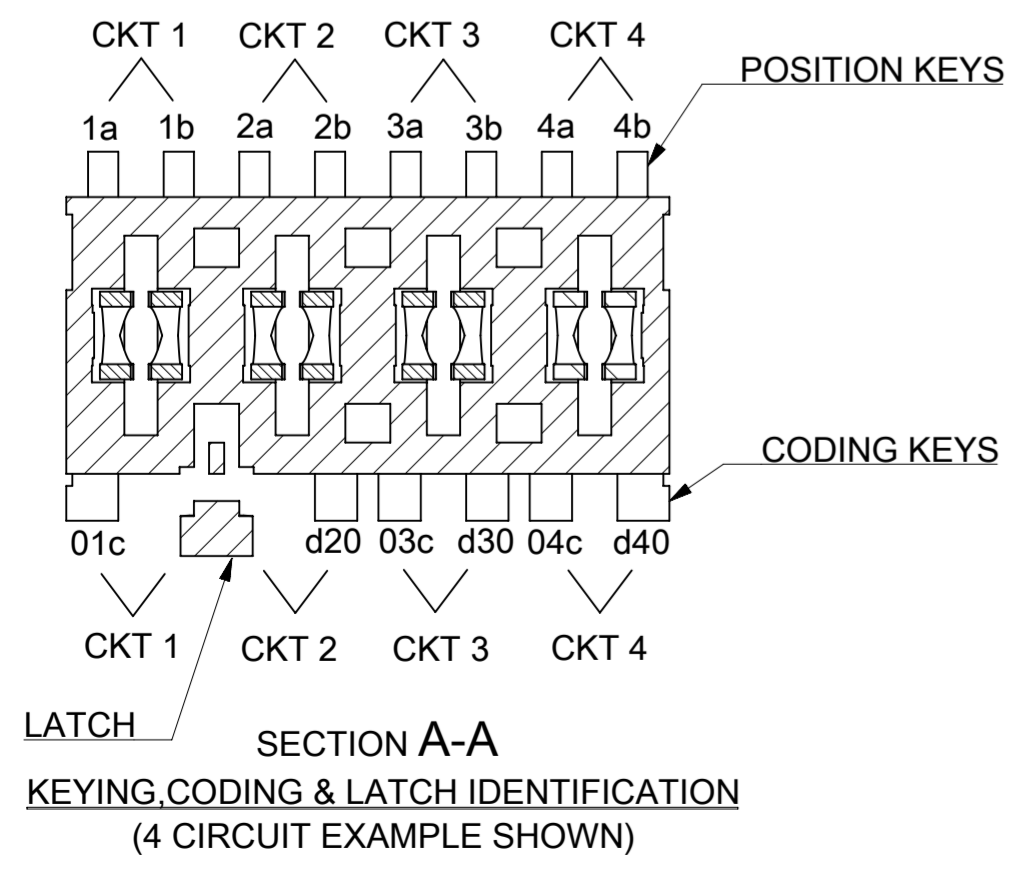 CKT 1 CKT 2 CKT 3 CKT 4
POSITION KEYS
1a 1b 2a 2b 3a 3b 4a 4b
CODING KEYS
01c d20 03c d30 04c d40
CKT 1 CKT 2 CKT 3 CKT 4
LATCH
SECTION A-A
KEYING,CODING & LATCH IDENTIFICATION
(4 CIRCUIT EXAMPLE SHOWN)